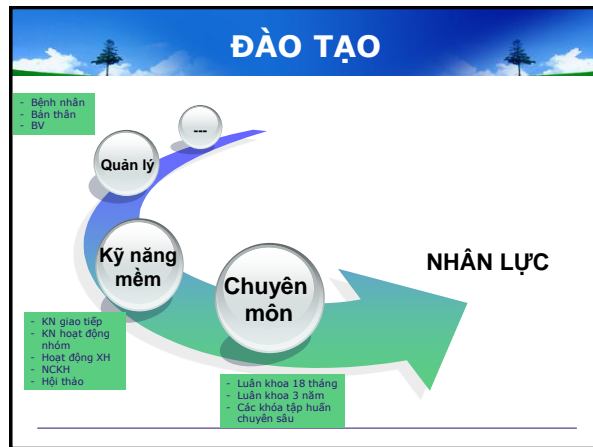 ĐÀO TẠO
- Bệnh nhân
- Bản thân
- BV
---
Quản lý
Kỹ năng
mềm
Chuyên
môn
NHÂN LỰC
- KN giao tiếp
- KN hoạt động
nhóm
- Hoạt động XH
- NCKH
- Hội thảo
- Luân khoa 18 tháng
- Luân khoa 3 năm
- Các khóa tập huấn
chuyên sâu